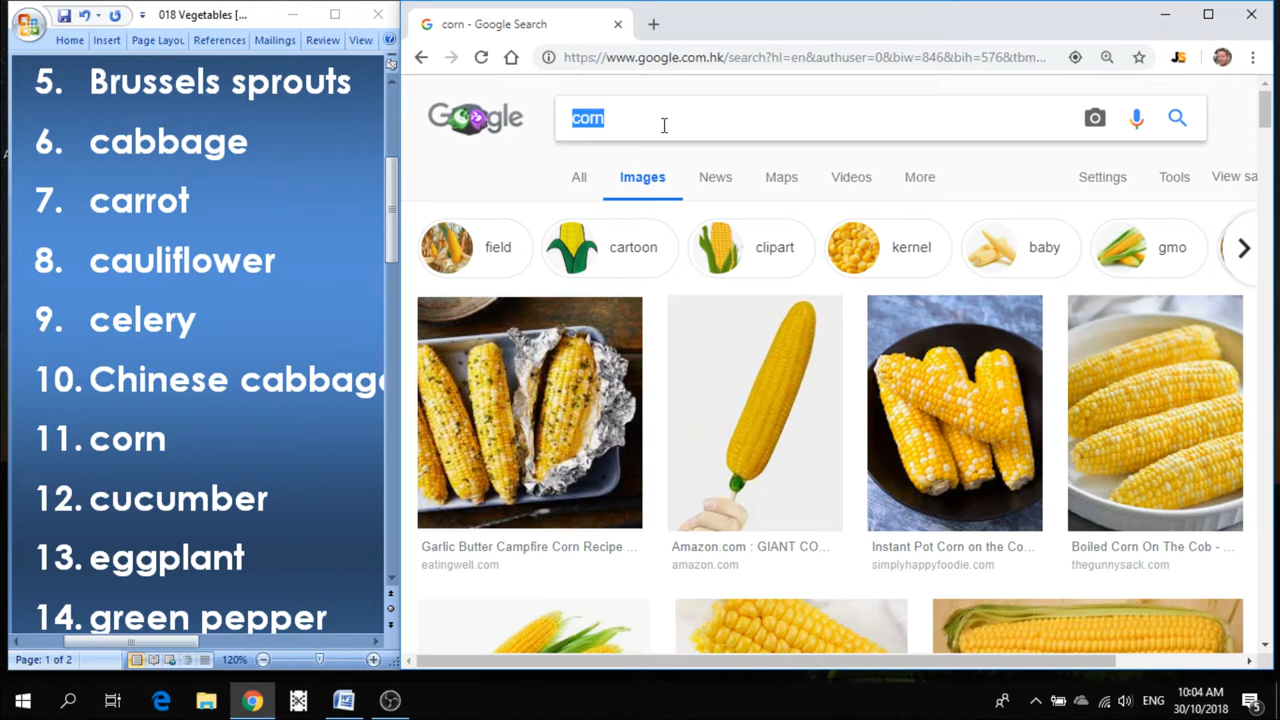 018 Vegetables [...
Home Insert Page Layou References Mailings Review View
5. Brussels sprouts
6. cabbage
7. carrot
8. cauliflower
9. celery
10. Chinese cabbage
11. corn
12. cucumber
13. eggplant
14. green pepper
Page: 1 of 2 120%
corn - Google Search
https://www.google.com.hk/search?hl=en&authuser=0&biw=846&bih=576&tbm...
JS
Google
corn
All Images News Maps Videos More Settings Tools View sa
field cartoon clipart kernel baby gmo
Garlic Butter Campfire Corn Recipe ... Amazon.com : GIANT CO... Instant Pot Corn on the Co... Boiled Corn On The Cob - ...
eatingwell.com amazon.com simplyhappyfoodie.com thegunnysack.com
ENG 10:04 AM
30/10/2018 5